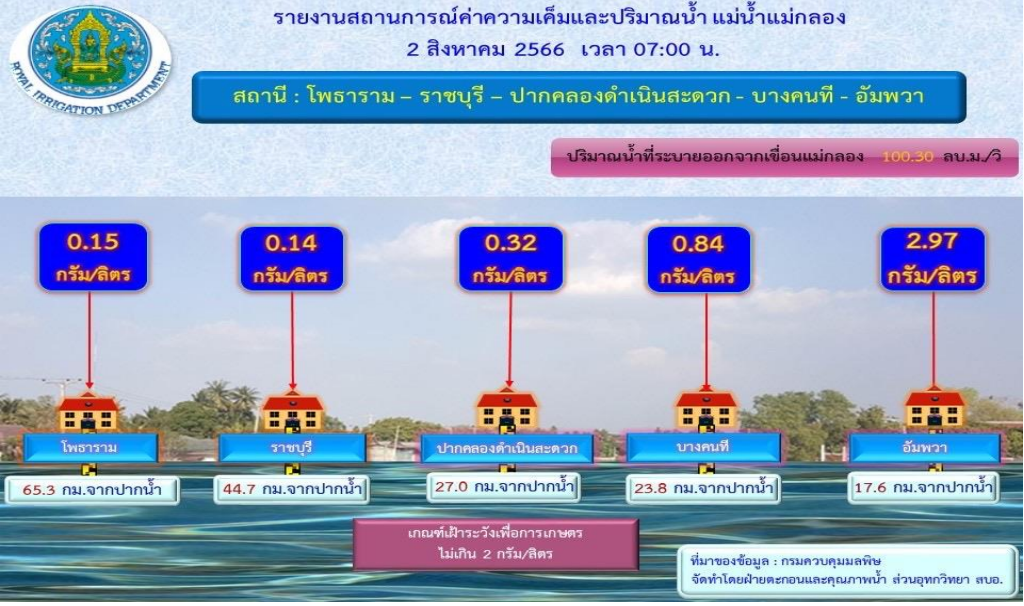 รายงานสถานการณ์ค่าความเค็มและปริมาณน้ำ แม่น้ำแม่กลอง
2 สิงหาคม 2566 เวลา 07:00 น.
ROYAL IRRIGATION DEPARTMENT
สถานี : โพธาราม – ราชบุรี – ปากคลองดำเนินสะดวก - บางคนที - อัมพวา
ปริมาณน้ำที่ระบายออกจากเขื่อนแม่กลอง 100.30 ลบ.ม./วิ
0.15
กรัม/ลิตร
0.14
กรัม/ลิตร
0.32
กรัม/ลิตร
0.84
กรัม/ลิตร
2.97
กรัม/ลิตร
โพธาราม
ราชบุรี
ปากคลองดำเนินสะดวก
บางคนที
อัมพวา
65.3 กม.จากปากน้ำ
44.7 กม.จากปากน้ำ
27.0 กม.จากปากน้ำ
23.8 กม.จากปากน้ำ
17.6 กม.จากปากน้ำ
เกณฑ์เฝ้าระวังเพื่อการเกษตร
ไม่เกิน 2 กรัม/ลิตร
ที่มาของข้อมูล : กรมควบคุมมลพิษ
จัดทำโดยฝ่ายตะกอนและคุณภาพน้ำ ส่วนอุทกวิทยา สบอ.